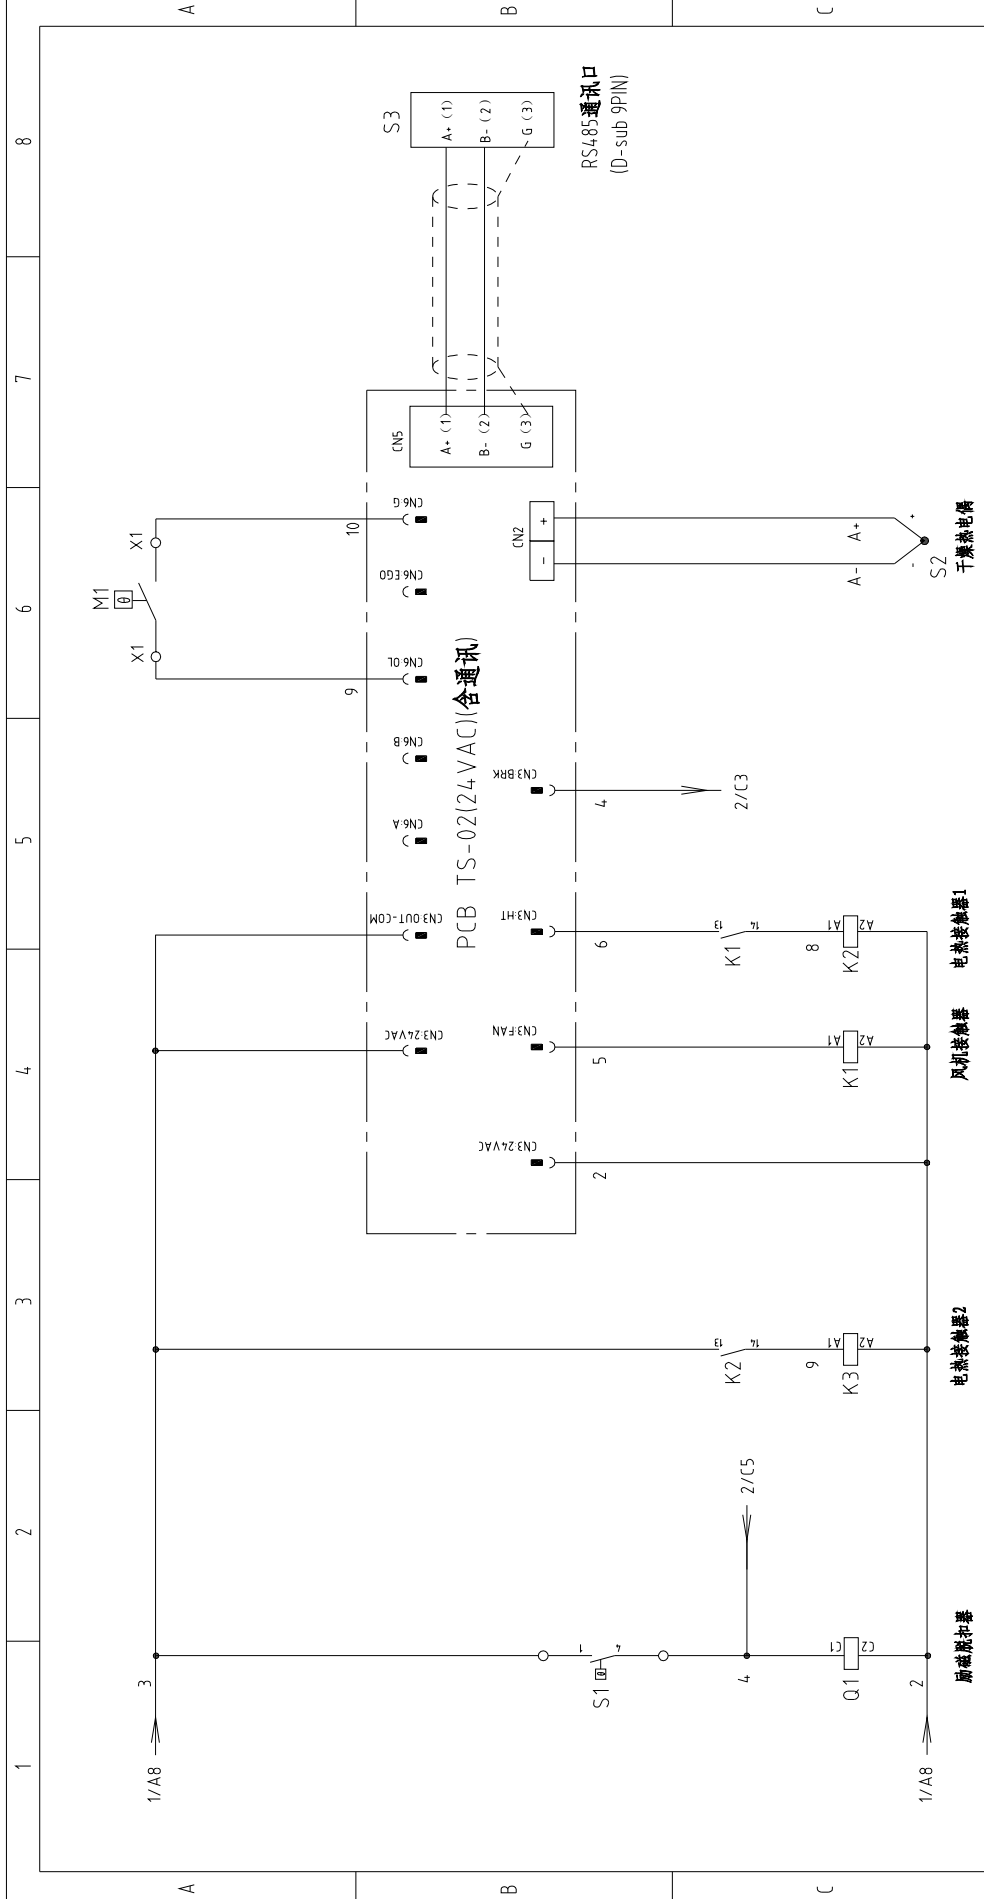 1
2
3
4
5
6
7
8
A
B
C
A
B
C
1/A8
3
1/A8
2
S1
θ
1
4
4
2/C5
Q1
C1
C2
励磁脱扣器
K2
13
14
9
K3
A1
A2
电热接触器2
CN3:24VAC
2
CN3:24VAC
CN3:FAN
5
K1
A1
A2
风机接触器
CN3:OUT-COM
CN3:HT
6
K1
13
14
8
K2
A1
A2
电热接触器1
PCB TS-02(24VAC)(含通讯)
CN6:A
CN6:B
CN3:BRK
4
2/C3
CN6:OL
9
CN6:EGO
CN6:G
10
X1
M1
θ
X1
CN2
- +
A-
A+
-
+
S2
干燥热电偶
CN5
A+ (1)
B- (2)
G (3)
S3
A+ (1)
B- (2)
G (3)
RS485通讯口
(D-sub 9PIN)